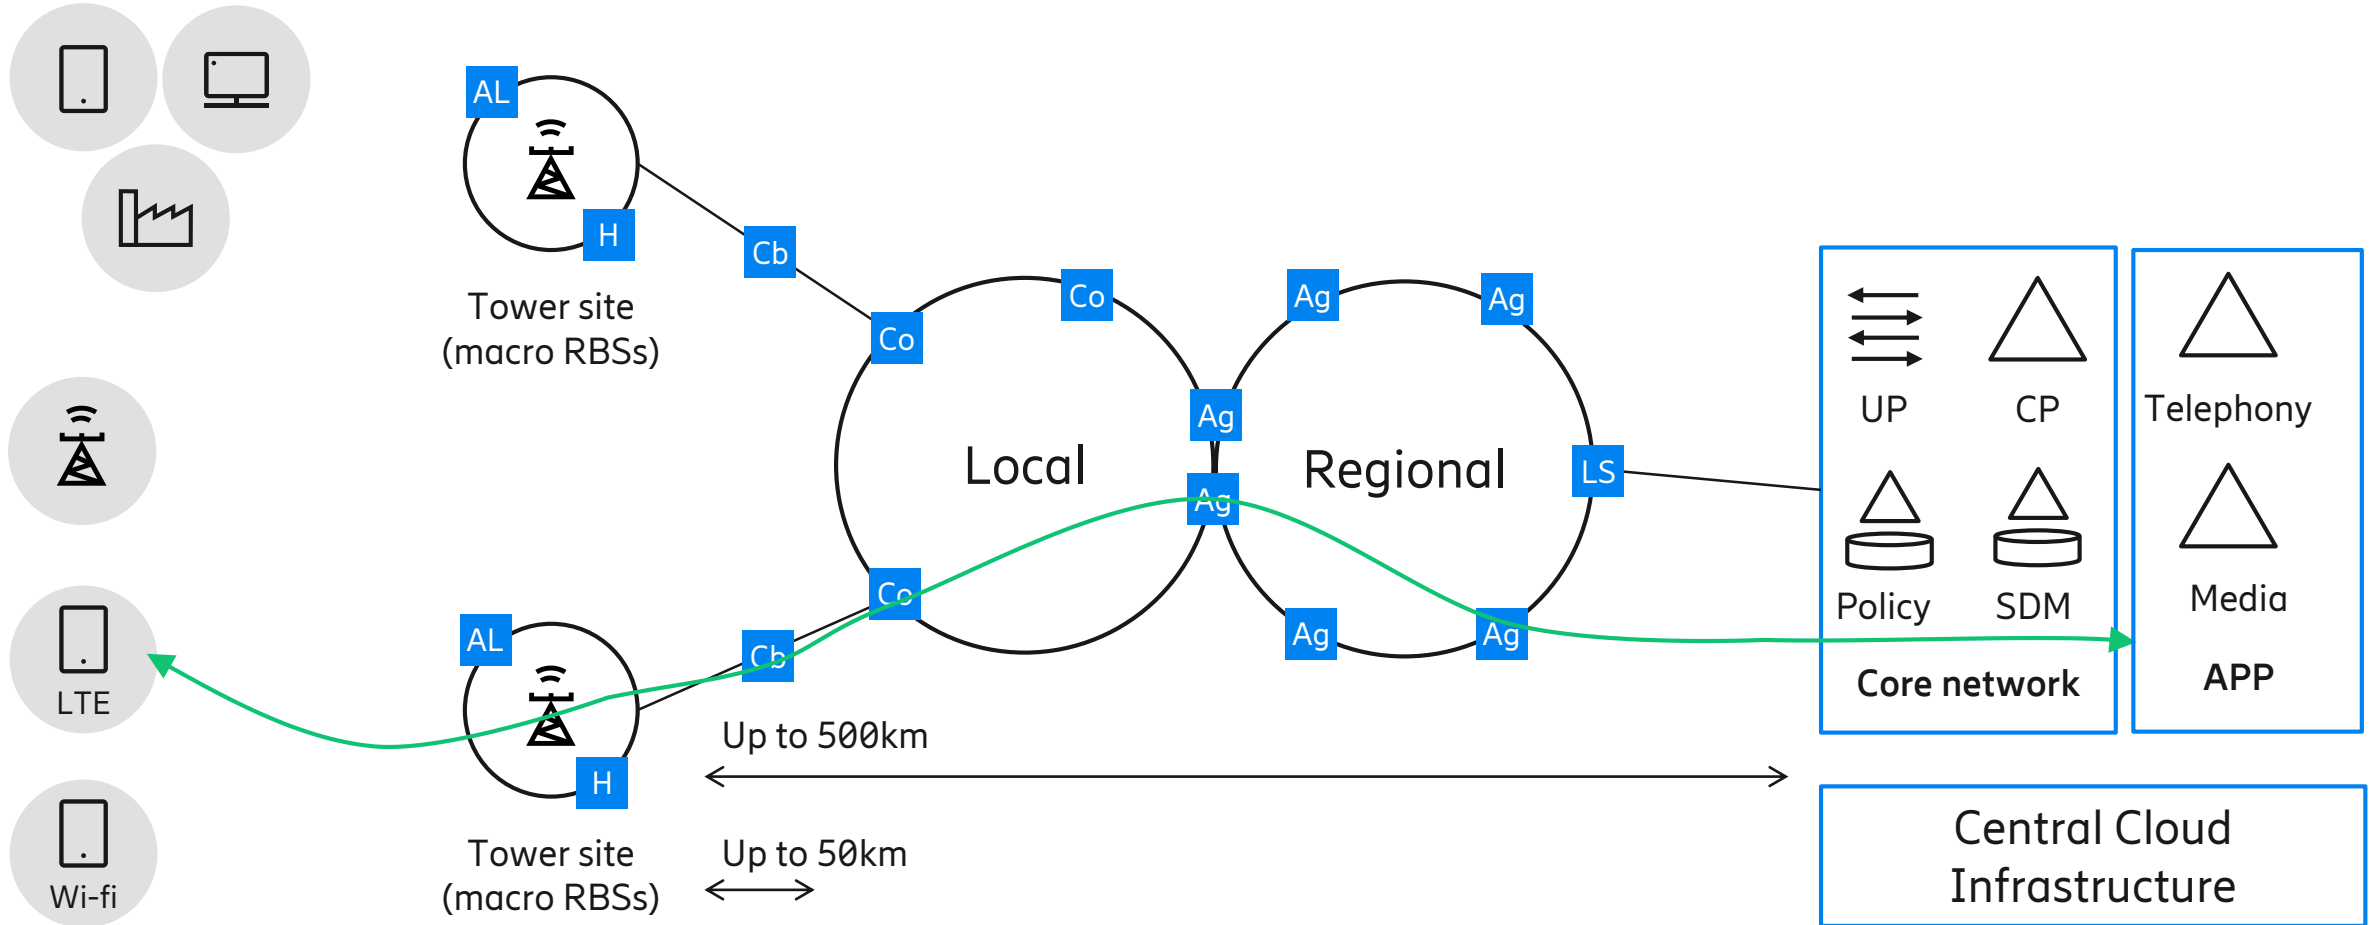 AL
H
Tower site
(macro RBSs)
Cb
Co
Co
Ag
Ag
Ag
Local
Regional
LS
Ag
Co
Ag
Ag
AL
Cb
H
Tower site
(macro RBSs)
LTE
Wi-fi
Up to 500km
Up to 50km
UP
CP
Policy
SDM
Core network
Telephony
Media
APP
Central Cloud
Infrastructure